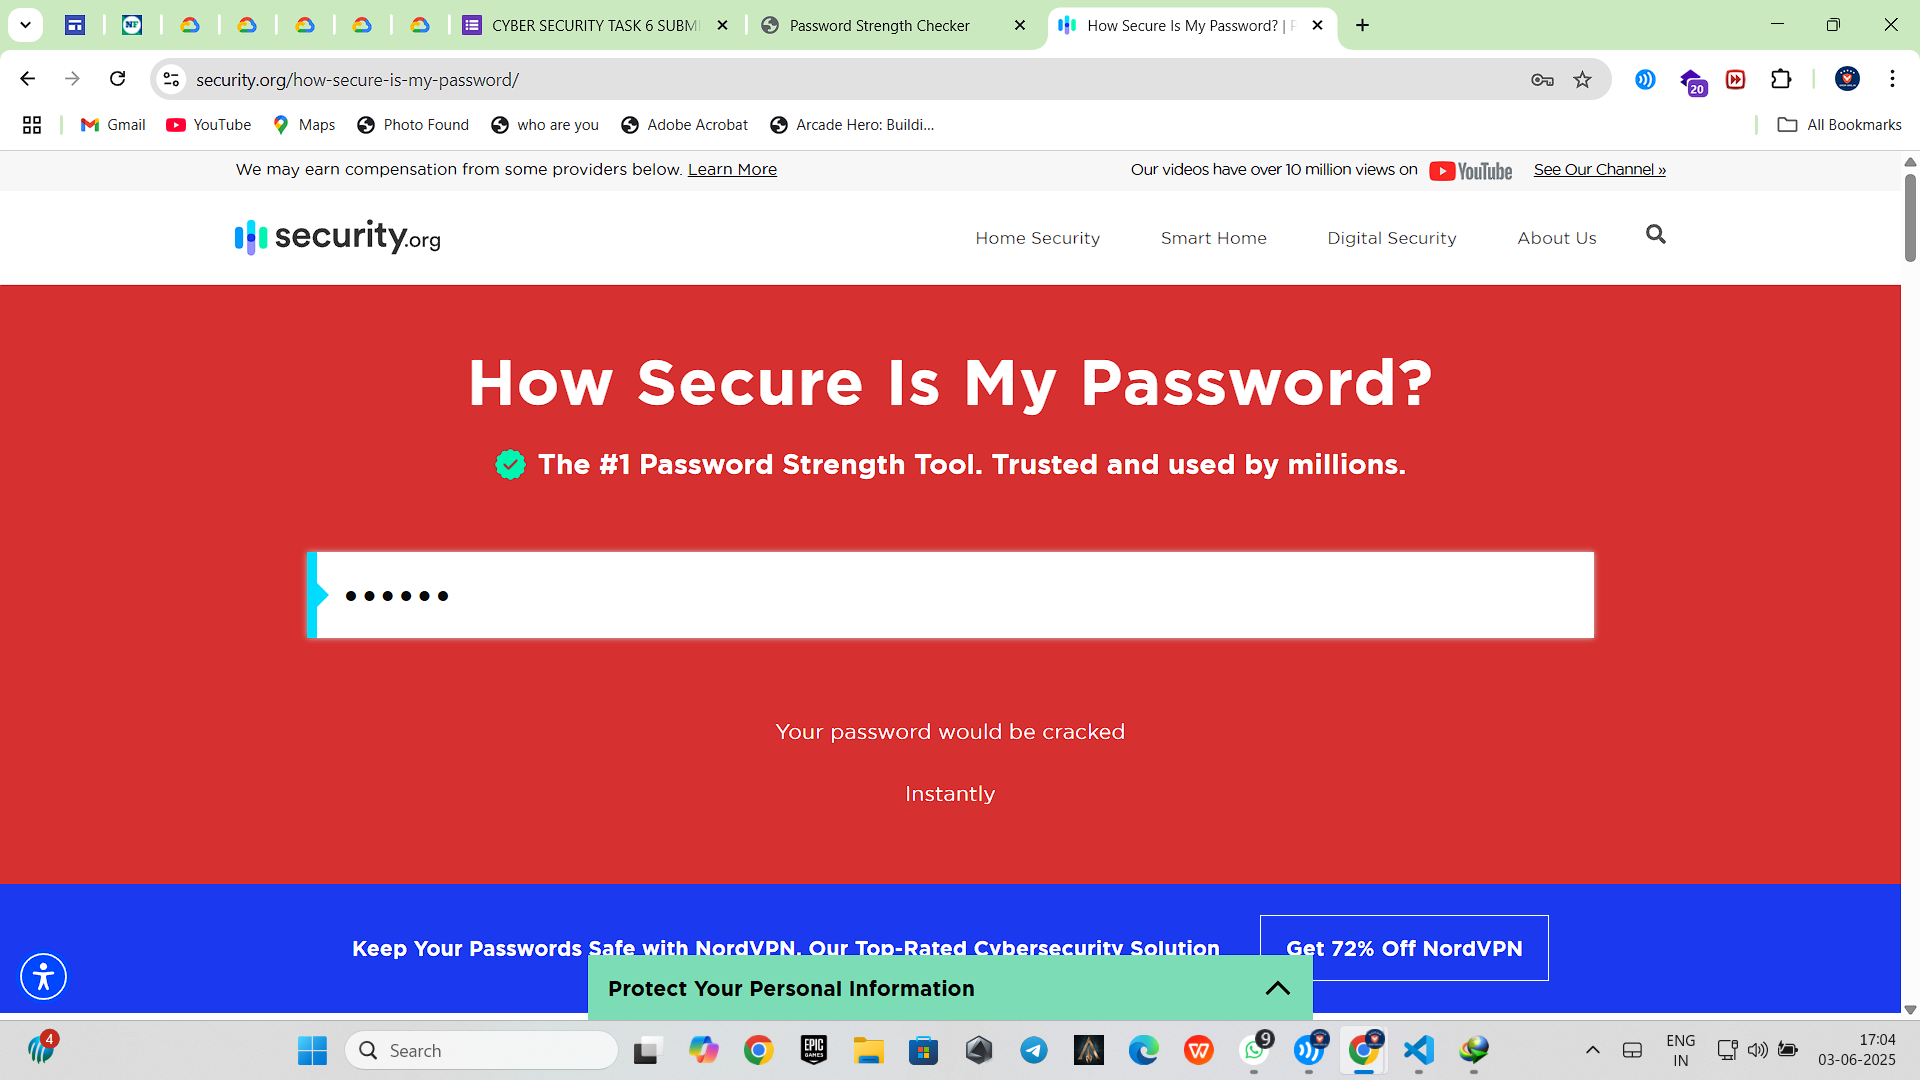 CYBER SECURITY TASK 6 SUBMI
Password Strength Checker
How Secure Is My Password? | P
security.org/how-secure-is-my-password/
20
Gmail
YouTube
Maps
Photo Found
who are you
Adobe Acrobat
Arcade Hero: Buildi...
All Bookmarks
We may earn compensation from some providers below. Learn More
Our videos have over 10 million views on YouTube See Our Channel »
security.org
Home Security
Smart Home
Digital Security
About Us
How Secure Is My Password?
The #1 Password Strength Tool. Trusted and used by millions.
••••••
Your password would be cracked
Instantly
Keep Your Passwords Safe with NordVPN. Our Top-Rated Cybersecurity Solution
Get 72% Off NordVPN
Protect Your Personal Information
4
Search
EPIC
GAMES
9
ENG
IN
17:04
03-06-2025